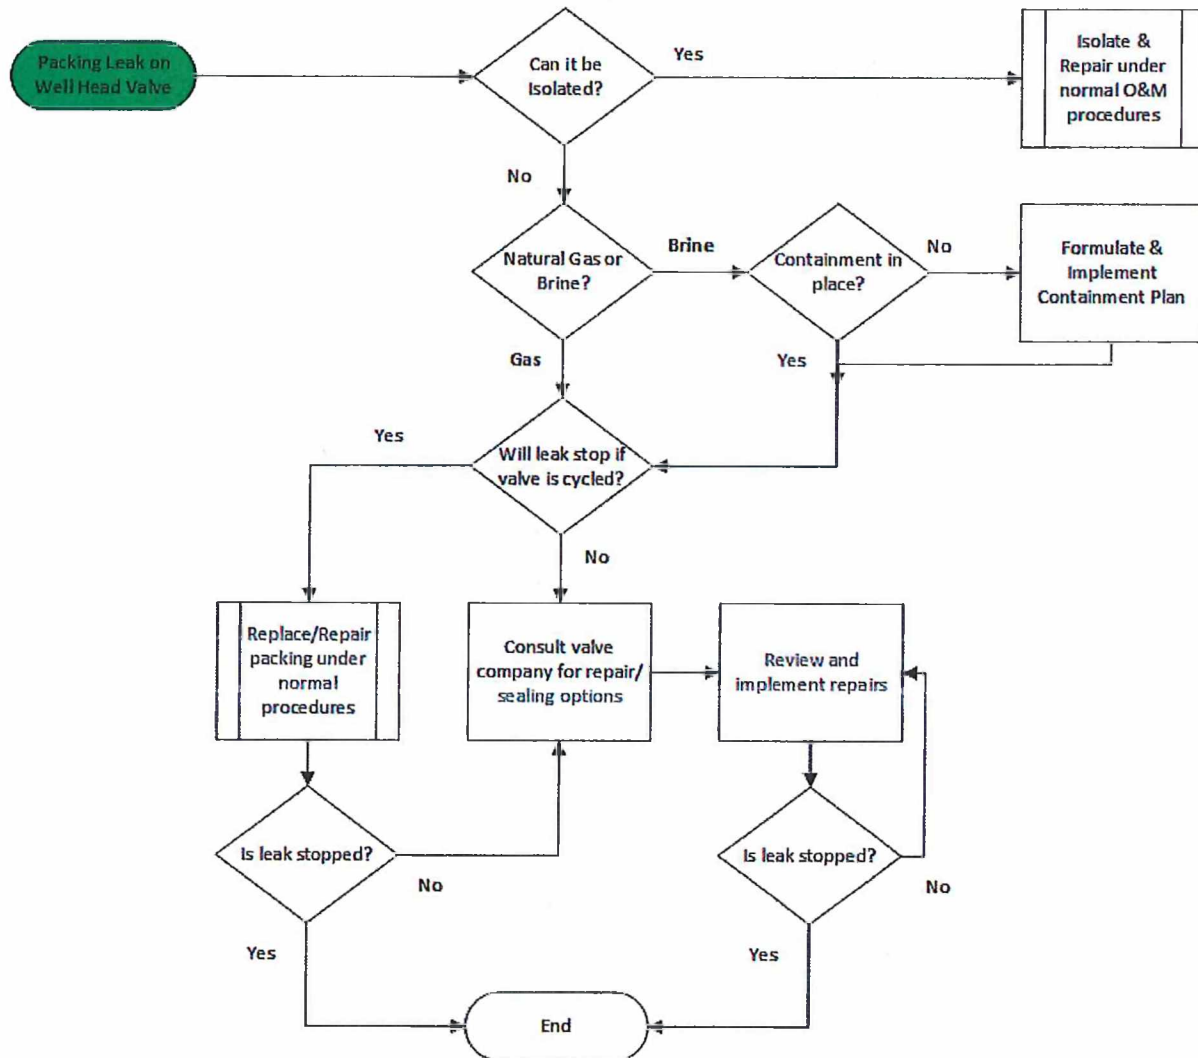 Packing Leak on
Well Head Valve
Can it be
Isolated?
Yes
Isolate &
Repair under
normal O&M
procedures
No
Natural Gas or
Brine?
Brine
Containment in
place?
No
Formulate &
Implement
Containment Plan
Gas
Yes
Yes
Will leak stop if
valve is cycled?
No
Replace/Repair
packing under
normal
procedures
Consult valve
company for repair/
sealing options
Review and
implement repairs
Is leak stopped?
No
Is leak stopped?
No
Yes
Yes
End